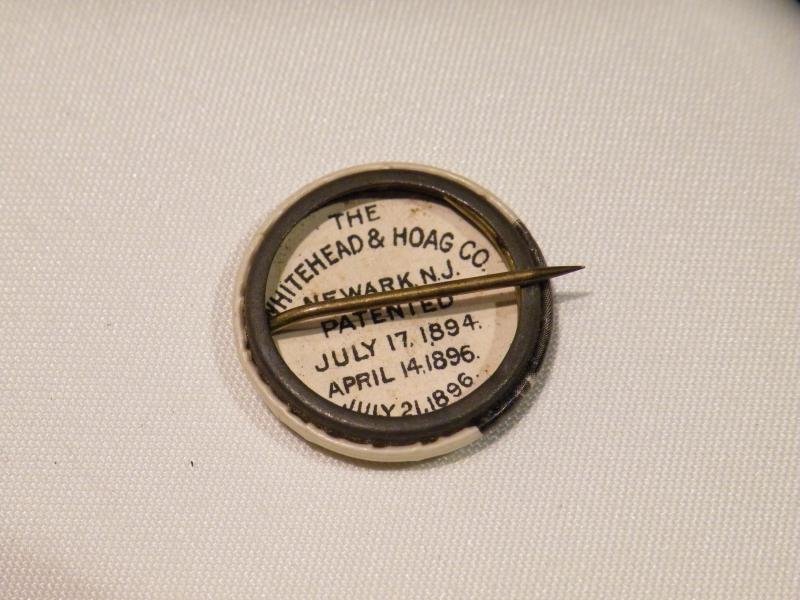 THE
WHITEHEAD & HOAG CO.
NEWARK, N.J.
PATENTED
JULY 17, 1894.
APRIL 14, 1896.
JULY 21, 1896.